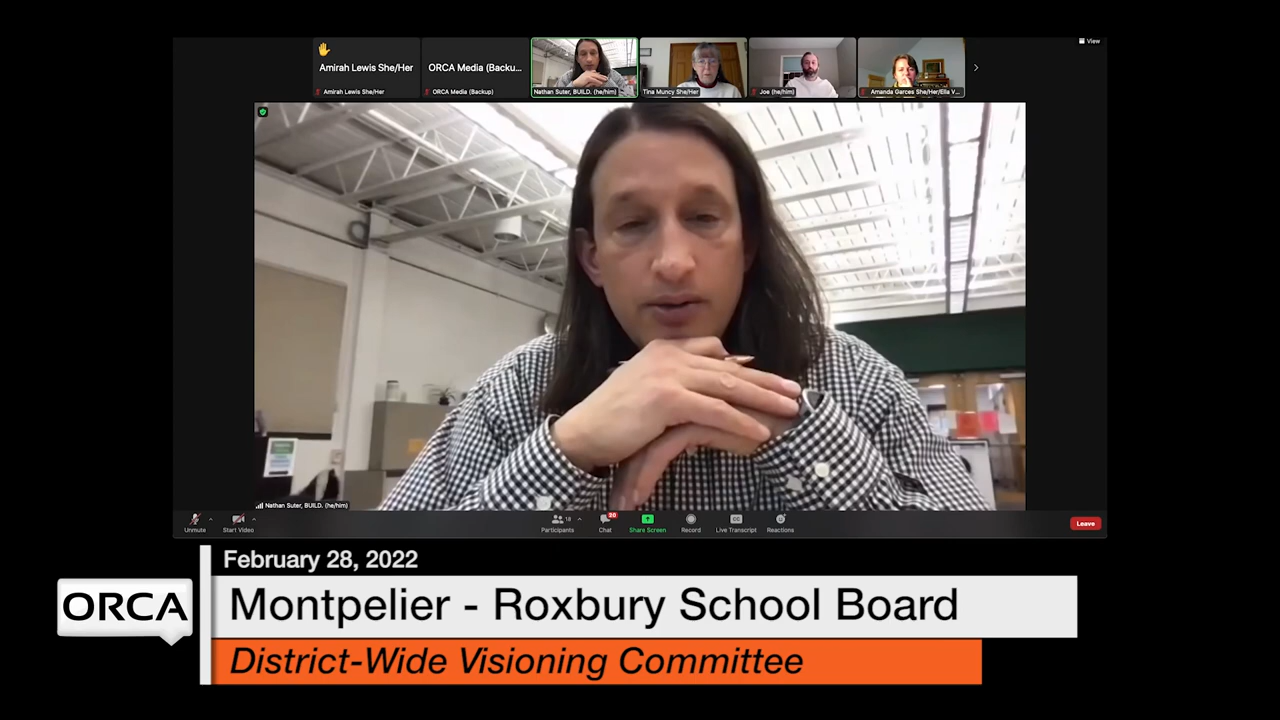 View
Amirah Lewis She/Her
ORCA Media (Backu...
Amirah Lewis She/Her
ORCA Media (Backup)
Nathan Suter, BUILD. (he/him)
Tina Muncy She/Her
Joe (he/him)
Amanda Garces She/Her/Ella V...
Nathan Suter, BUILD. (he/him)
Unmute
Start Video
Participants
18
Chat
20
Share Screen
Record
CC
Live Transcript
Reactions
Leave
February 28, 2022
ORCA
Montpelier - Roxbury School Board
District-Wide Visioning Committee